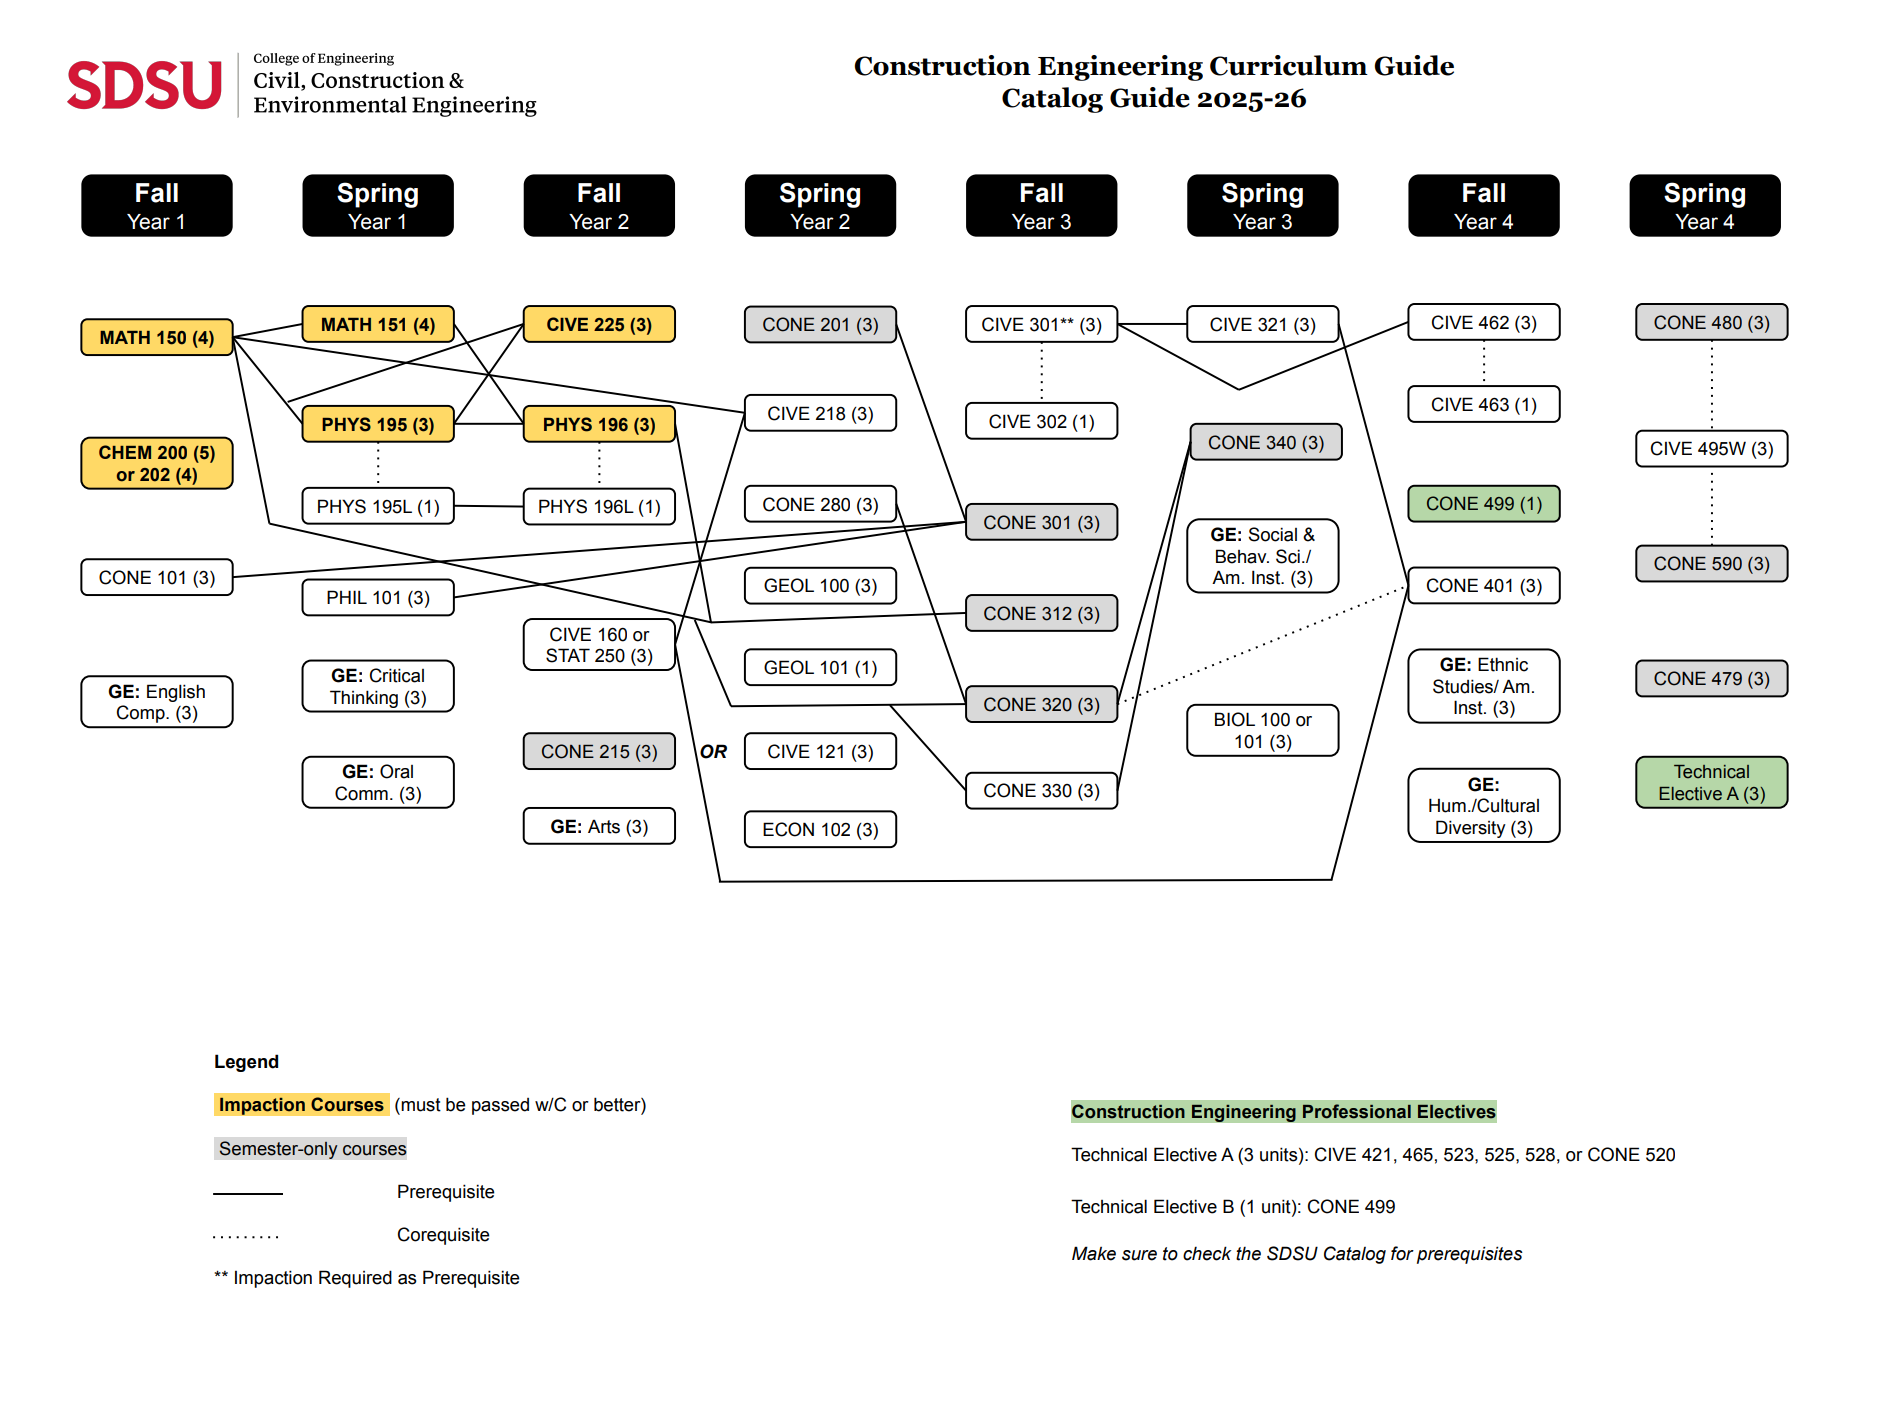 SDSU
College of Engineering
Civil, Construction &
Environmental Engineering
Construction Engineering Curriculum Guide
Catalog Guide 2025-26
Fall
Year 1
Spring
Year 1
Fall
Year 2
Spring
Year 2
Fall
Year 3
Spring
Year 3
Fall
Year 4
Spring
Year 4
MATH 150 (4)
CHEM 200 (5)
or 202 (4)
CONE 101 (3)
GE: English
Comp. (3)
MATH 151 (4)
PHYS 195 (3)
PHYS 195L (1)
PHIL 101 (3)
GE: Critical
Thinking (3)
GE: Oral
Comm. (3)
CIVE 225 (3)
PHYS 196 (3)
PHYS 196L (1)
CIVE 160 or
STAT 250 (3)
CONE 215 (3)
OR
GE: Arts (3)
CONE 201 (3)
CIVE 218 (3)
CONE 280 (3)
GEOL 100 (3)
GEOL 101 (1)
CIVE 121 (3)
ECON 102 (3)
CIVE 301** (3)
CIVE 302 (1)
CONE 301 (3)
CONE 312 (3)
CONE 320 (3)
CONE 330 (3)
CIVE 321 (3)
CONE 340 (3)
GE: Social &
Behav. Sci./
Am. Inst. (3)
BIOL 100 or
101 (3)
CIVE 462 (3)
CIVE 463 (1)
CONE 499 (1)
CONE 401 (3)
GE: Ethnic
Studies/ Am.
Inst. (3)
GE:
Hum./Cultural
Diversity (3)
CONE 480 (3)
CIVE 495W (3)
CONE 590 (3)
CONE 479 (3)
Technical
Elective A (3)
Legend
Impaction Courses (must be passed w/C or better)
Semester-only courses
Prerequisite
Corequisite
** Impaction Required as Prerequisite
Construction Engineering Professional Electives
Technical Elective A (3 units): CIVE 421, 465, 523, 525, 528, or CONE 520
Technical Elective B (1 unit): CONE 499
Make sure to check the SDSU Catalog for prerequisites